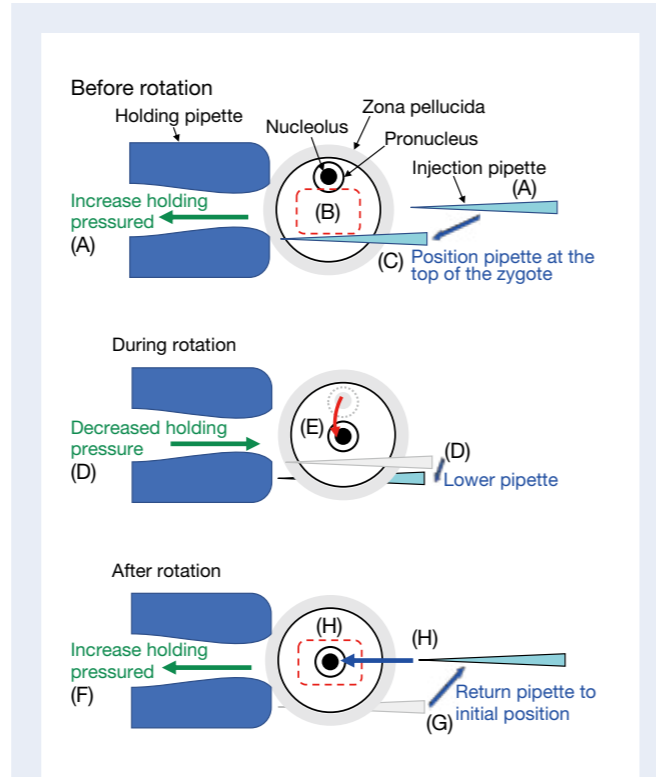 Before rotation
Holding pipette
Zona pellucida
Nucleolus
Pronucleus
Injection pipette
(A)
Increase holding
pressured
(A)
(B)
(C)
Position pipette at the
top of the zygote
During rotation
Decreased holding
pressure
(D)
(E)
(D)
Lower pipette
After rotation
Increase holding
pressured
(F)
(H)
(H)
Return pipette to
initial position
(G)